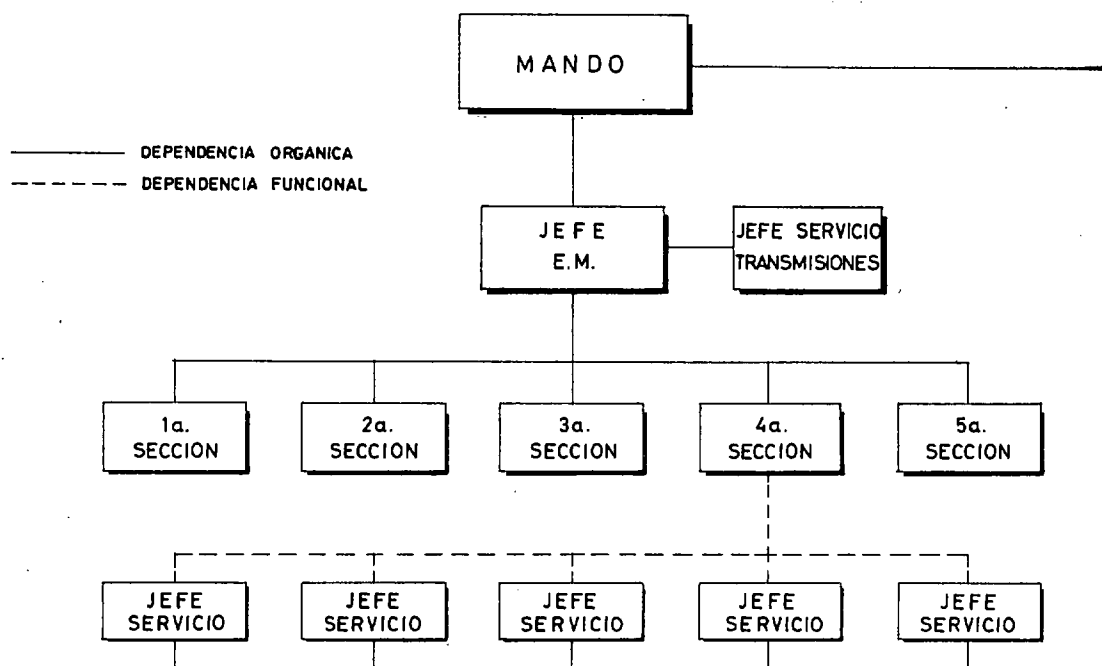 MANDO
DEPENDENCIA ORGANICA
DEPENDENCIA FUNCIONAL
JEFE
E.M.
JEFE SERVICIO
TRANSMISIONES
1a.
SECCION
2a.
SECCION
3a.
SECCION
4a.
SECCION
5a.
SECCION
JEFE
SERVICIO
JEFE
SERVICIO
JEFE
SERVICIO
JEFE
SERVICIO
JEFE
SERVICIO